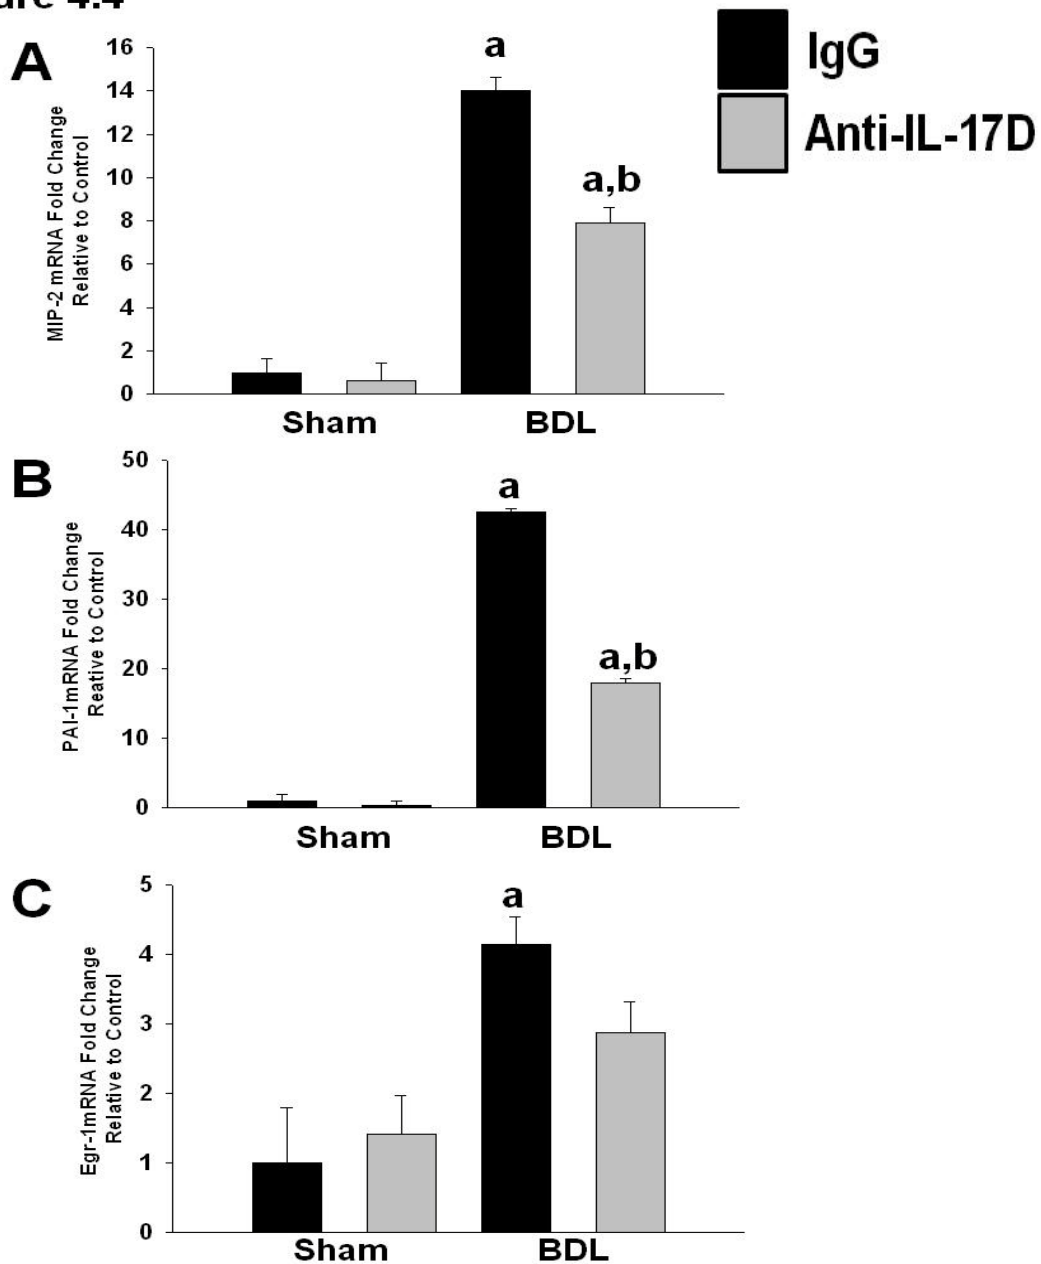 4.4
A
16
14
12
10
8
6
4
2
0
MIP-2 mRNA Fold Change
Relative to Control
a
a,b
Sham
BDL
IgG
Anti-IL-17D
B
50
40
30
20
10
0
PAI-1mRNA Fold Change
Reative to Control
a
a,b
Sham
BDL
C
5
4
3
2
1
0
Egr-1mRNA Fold Change
Relative to Control
a
Sham
BDL